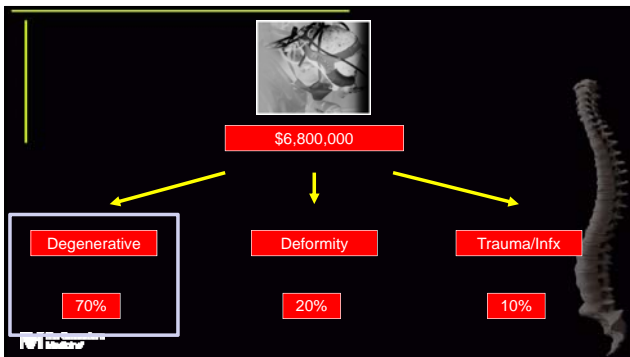 $6,800,000
Degenerative
Deformity
Trauma/Infx
70%
20%
10%